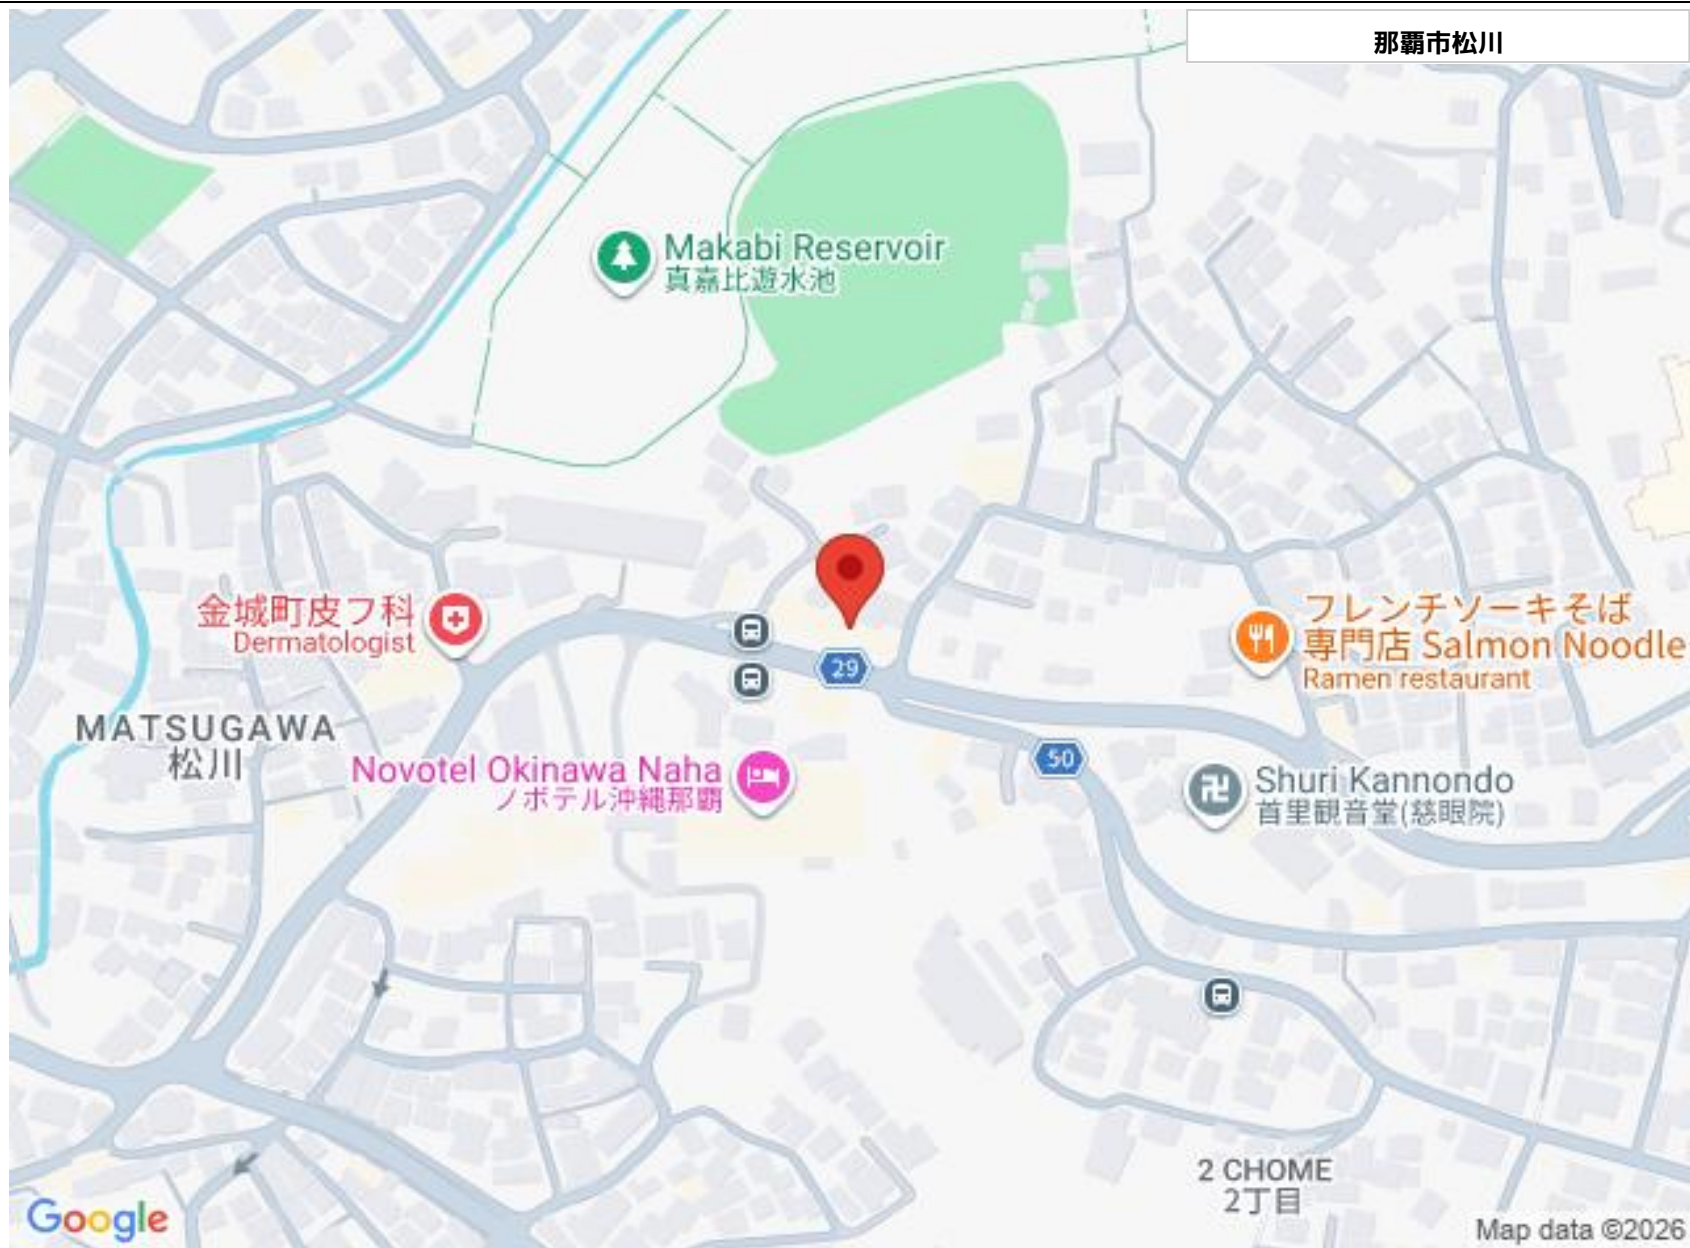 那覇市松川
Makabi Reservoir
真嘉比遊水池
金城町皮フ科
Dermatologist
29
フレンチソーキそば
専門店 Salmon Noodle
Ramen restaurant
MATSUGAWA
松川
Novotel Okinawa Naha
ノボテル沖縄那覇
50
Shuri Kannondo
首里観音堂(慈眼院)
2 CHOME
2丁目
Google
Map data ©2026